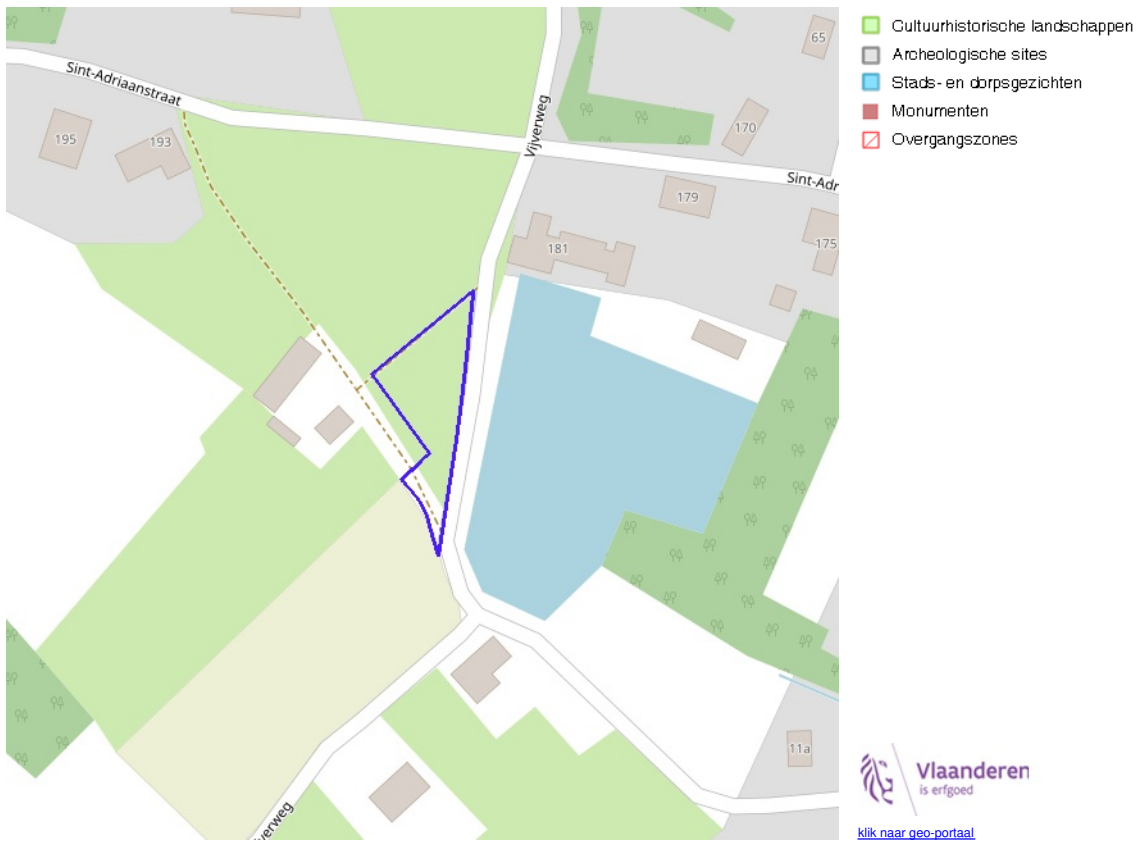 65
Cultuurhistorische landschappen
Archeologische sites
Stads- en dorpsgezichten
Monumenten
Overgangszones
Sint-Adriaanstraat
Vijverweg
195
193
170
Sint-Adr
179
175
181
11a
ijverweg
Vlaanderen
is erfgoed
klik naar geo-portaal